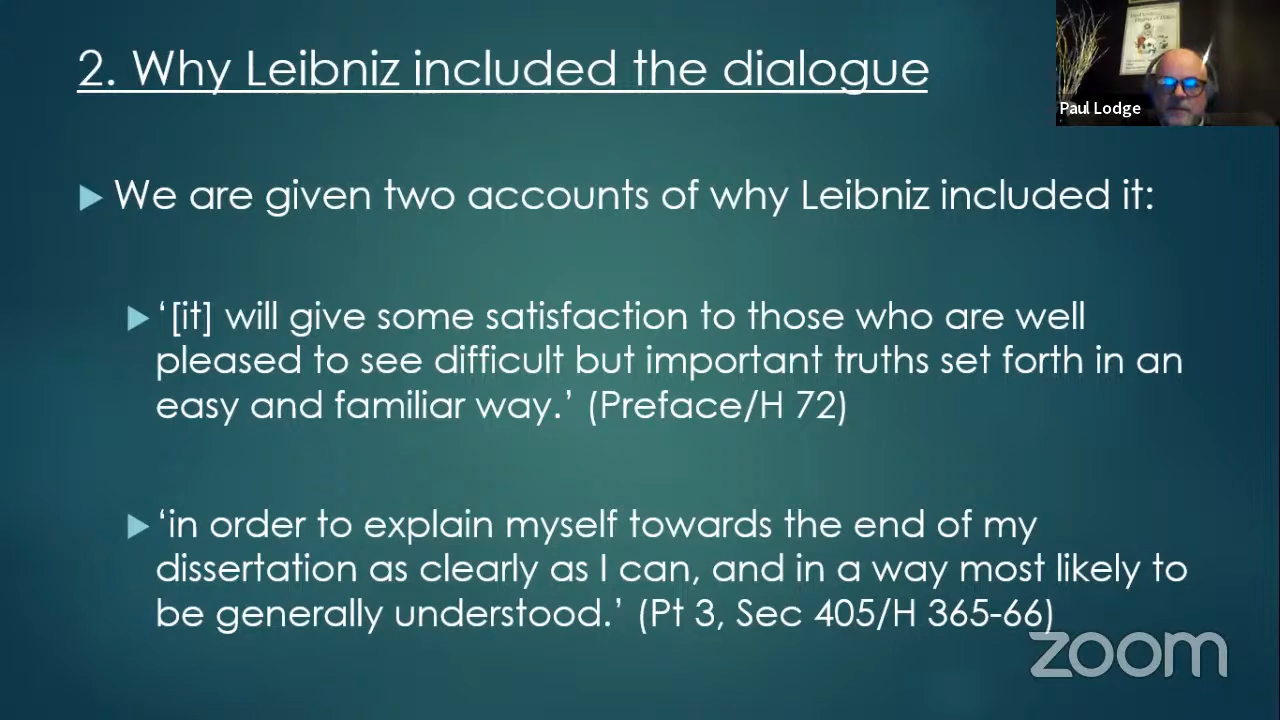 2. Why Leibniz included the dialogue
Paul Lodge
We are given two accounts of why Leibniz included it:
‘[it] will give some satisfaction to those who are well
pleased to see difficult but important truths set forth in an
easy and familiar way.’ (Preface/H 72)
‘in order to explain myself towards the end of my
dissertation as clearly as I can, and in a way most likely to
be generally understood.’ (Pt 3, Sec 405/H 365-66)
zoom